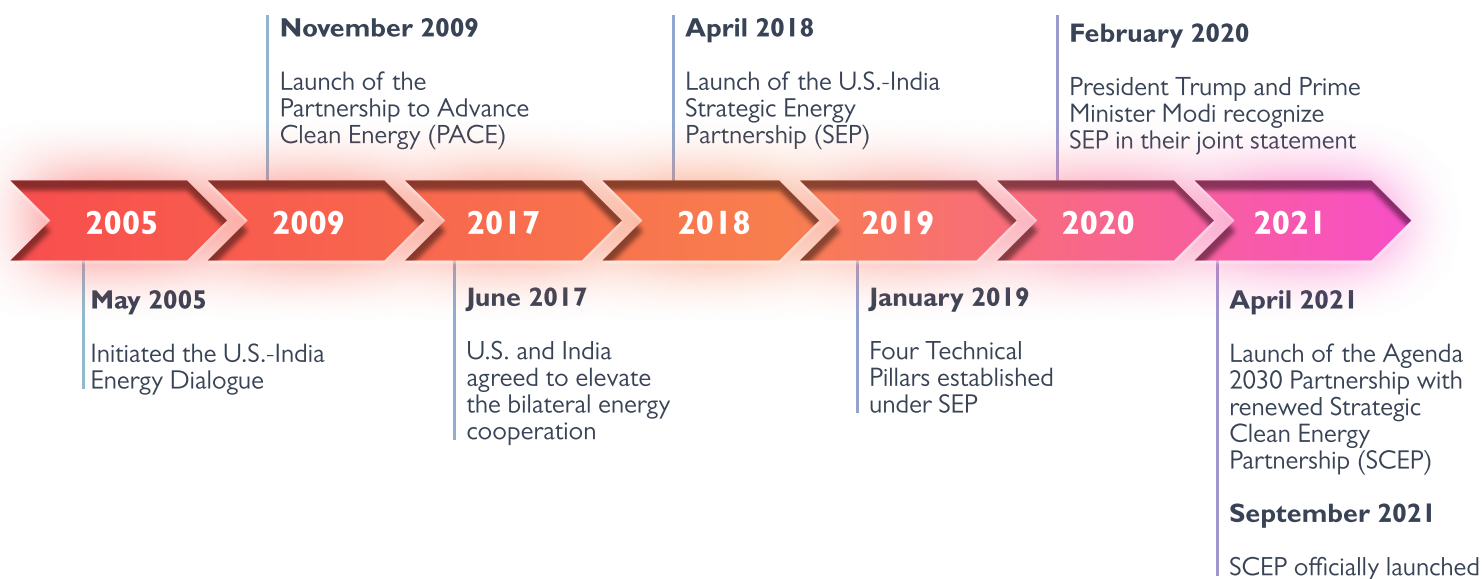 November 2009
Launch of the
Partnership to Advance
Clean Energy (PACE)
April 2018
Launch of the U.S.-India
Strategic Energy
Partnership (SEP)
February 2020
President Trump and Prime
Minister Modi recognize
SEP in their joint statement
2005
2009
2017
2018
2019
2020
2021
May 2005
Initiated the U.S.-India
Energy Dialogue
June 2017
U.S. and India
agreed to elevate
the bilateral energy
cooperation
January 2019
Four Technical
Pillars established
under SEP
April 2021
Launch of the Agenda
2030 Partnership with
renewed Strategic
Clean Energy
Partnership (SCEP)
September 2021
SCEP officially launched